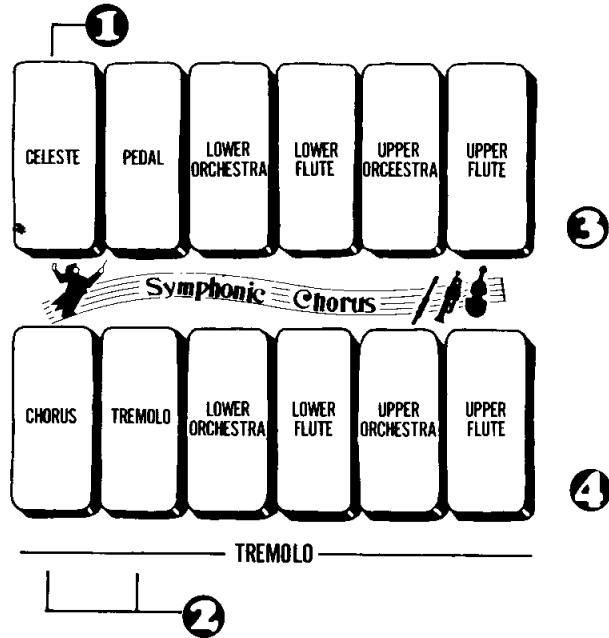 1
CELESTE
PEDAL
LOWER
ORCHESTRA
LOWER
FLUTE
UPPER
ORCEESTRA
UPPER
FLUTE
3
Symphonic Chorus
CHORUS
TREMOLO
LOWER
ORCHESTRA
LOWER
FLUTE
UPPER
ORCHESTRA
UPPER
FLUTE
4
TREMOLO
2